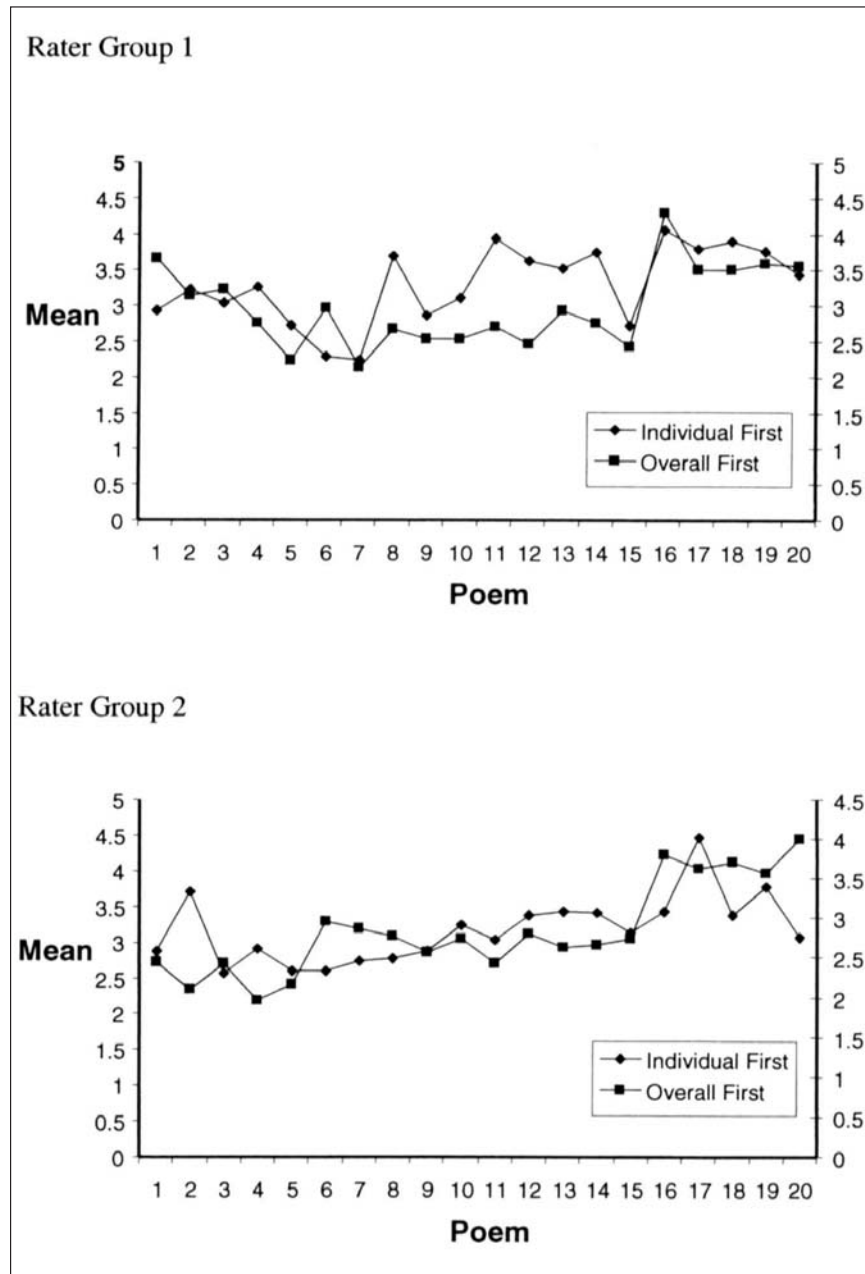 Rater Group 1
5 5
4.5 4.5
4 4
3.5 3.5
3 3
Mean
2.5 2.5
2 2
1.5 1.5
1 1
0.5 0.5
0 0
Individual First
Overall First
1 2 3 4 5 6 7 8 9 10 11 12 13 14 15 16 17 18 19 20
Poem
Rater Group 2
5 4.5
4.5 4
4 3.5
3.5 3
3 2.5
Mean
2.5 2
2 1.5
1.5 1
1 0.5
0.5 0
0
Individual First
Overall First
1 2 3 4 5 6 7 8 9 10 11 12 13 14 15 16 17 18 19 20
Poem